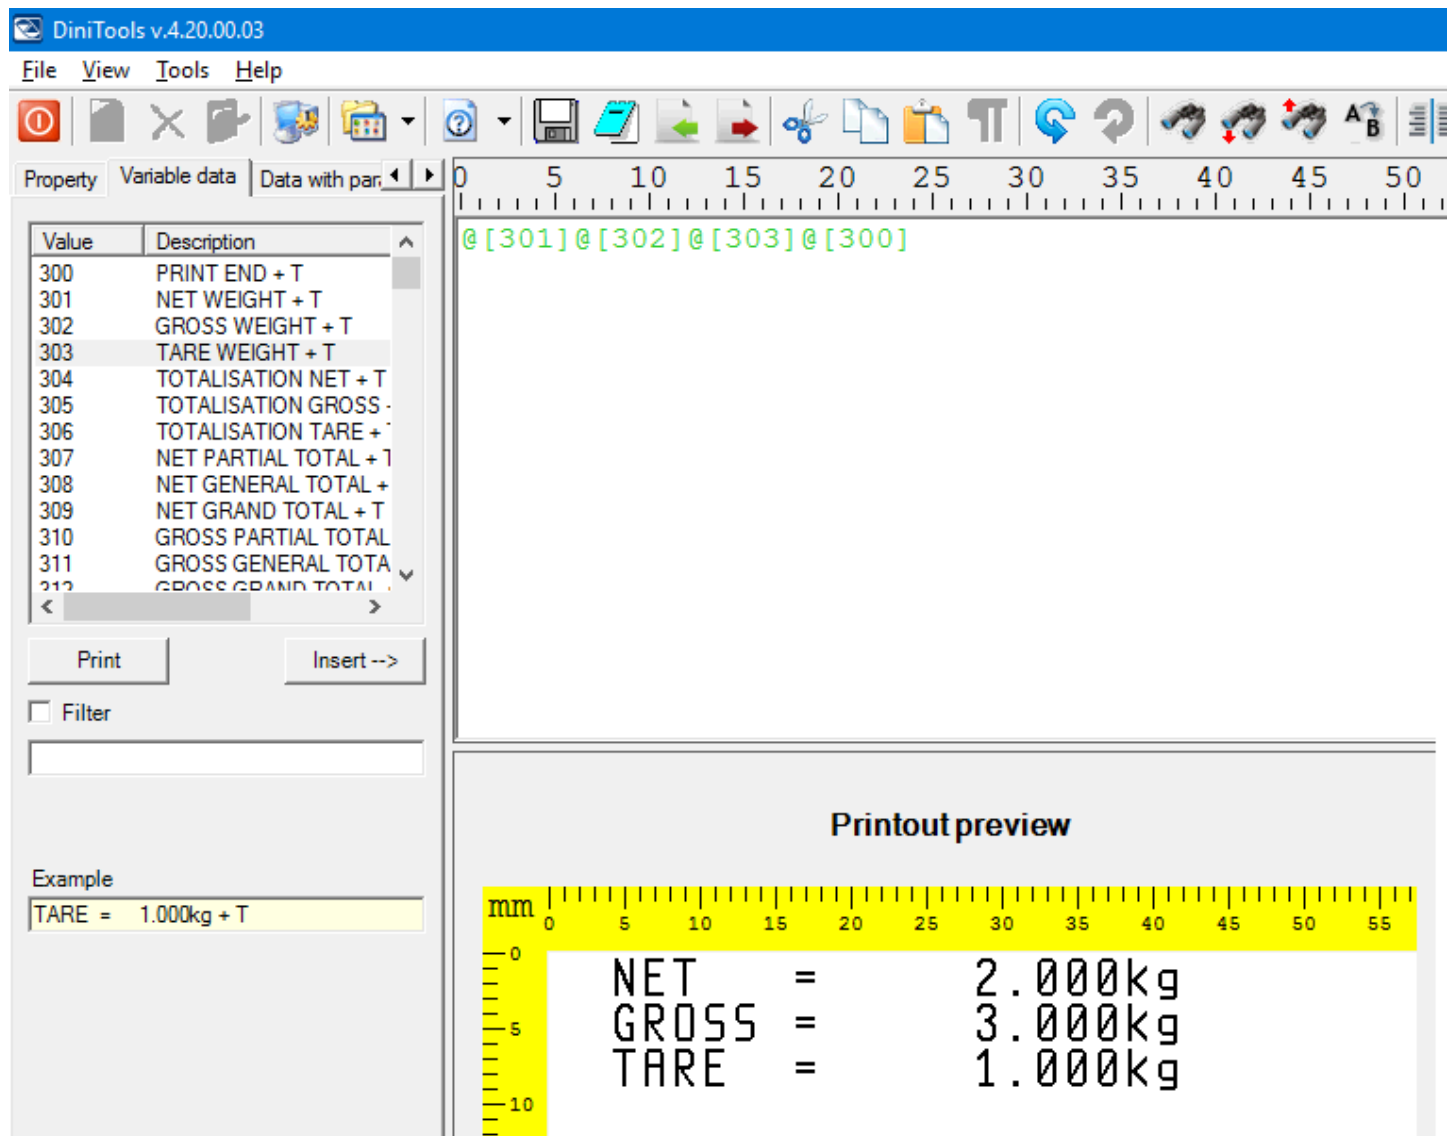 DiniTools v.4.20.00.03
File View Tools Help
Property Variable data Data with par
0 5 10 15 20 25 30 35 40 45 50
Value Description
300 PRINT END + T
301 NET WEIGHT + T
302 GROSS WEIGHT + T
303 TARE WEIGHT + T
304 TOTALISATION NET + T
305 TOTALISATION GROSS
306 TOTALISATION TARE +
307 NET PARTIAL TOTAL + T
308 NET GENERAL TOTAL +
309 NET GRAND TOTAL + T
310 GROSS PARTIAL TOTAL
311 GROSS GENERAL TOTA
312 GROSS GRAND TOTAL
@[301]@[302]@[303]@[300]
Print Insert -->
Filter
Example
TARE = 1.000kg + T
Printout preview
mm
0 5 10 15 20 25 30 35 40 45 50 55
0
NET = 2.000kg
GROSS = 3.000kg
5
TARE = 1.000kg
10